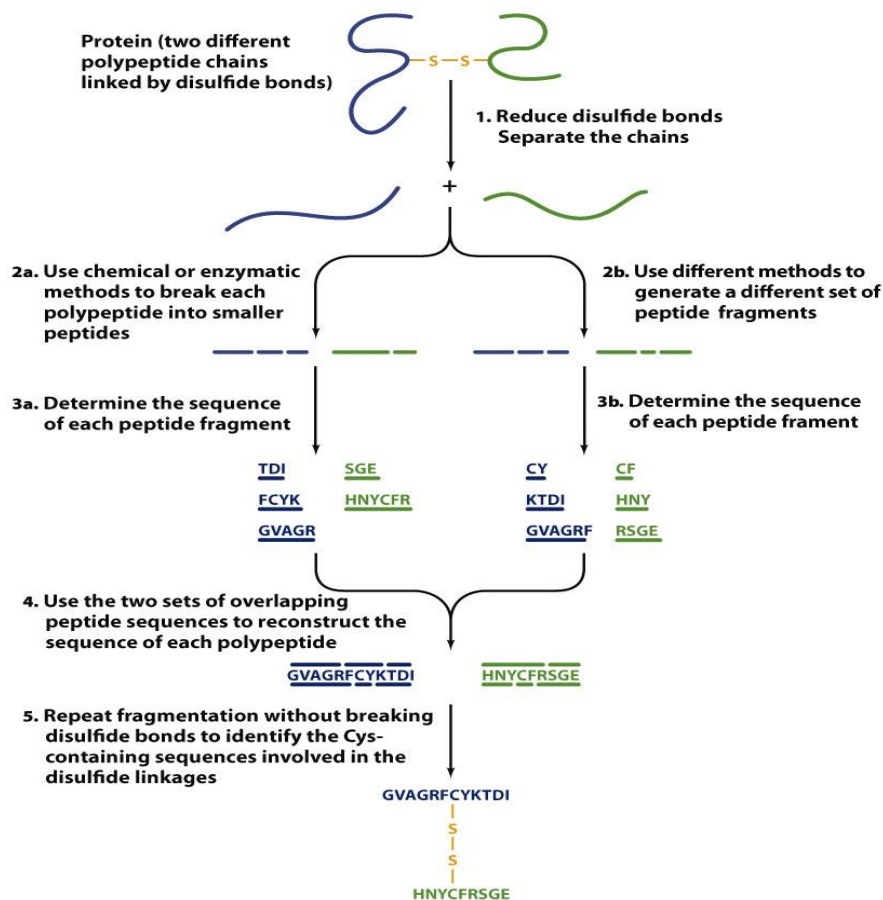 Protein (two different
polypeptide chains
linked by disulfide bonds)
S — S
1. Reduce disulfide bonds
Separate the chains
+
2a. Use chemical or enzymatic
methods to break each
polypeptide into smaller
peptides
2b. Use different methods to
generate a different set of
peptide fragments
3a. Determine the sequence
of each peptide fragment
3b. Determine the sequence
of each peptide frament
TDI SGE
FCYK HNYCFR
GVAGR
CY CF
KTDI HNY
GVAGRF RSGE
4. Use the two sets of overlapping
peptide sequences to reconstruct the
sequence of each polypeptide
GVAGRFCYKTDI HNYCFRSGE
5. Repeat fragmentation without breaking
disulfide bonds to identify the Cys-
containing sequences involved in the
disulfide linkages
GVAGRFCYKTDI
S
S
HNYCFRSGE